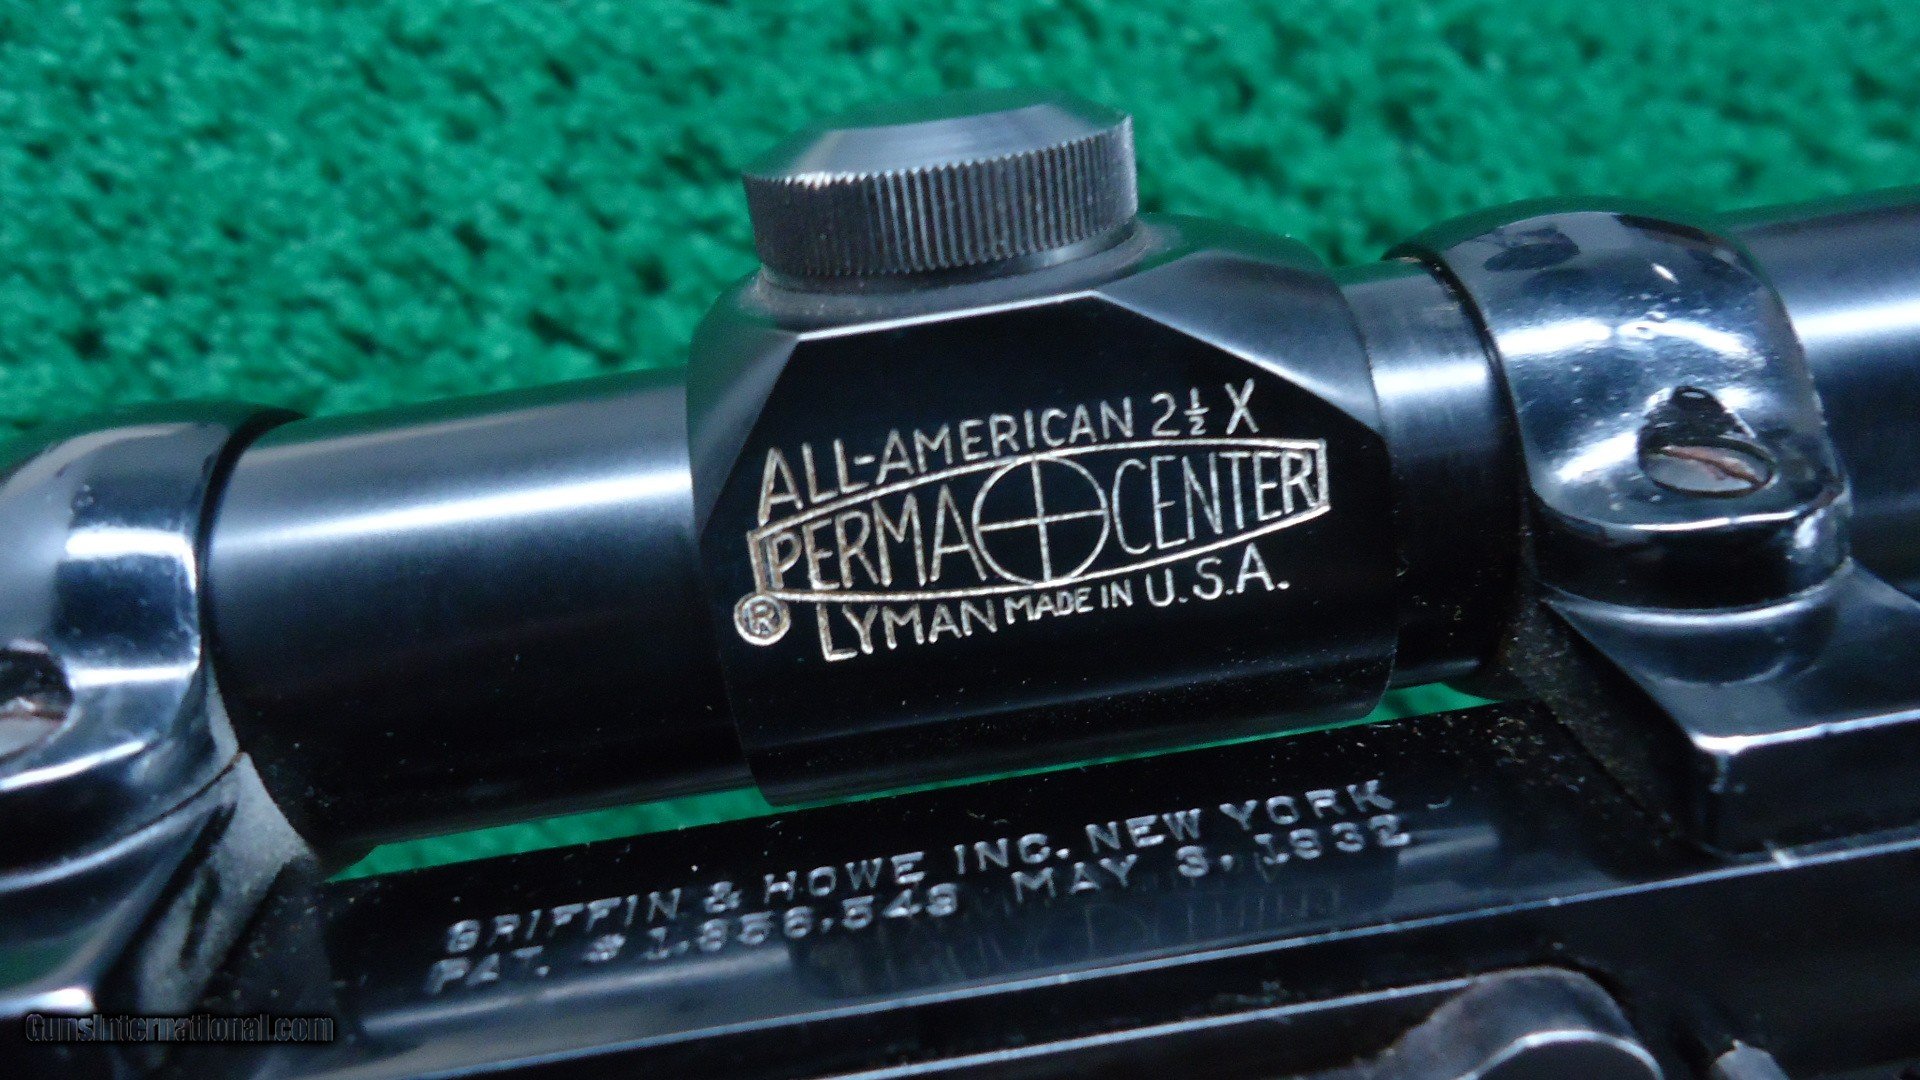 ALL-AMERICAN 2½ X
PERMA CENTER
® LYMAN MADE IN U.S.A.
GRIFFIN & HOWE INC. NEW YORK
PAT. # 1,856,548 MAY 3, 1932
GunsInternational.com